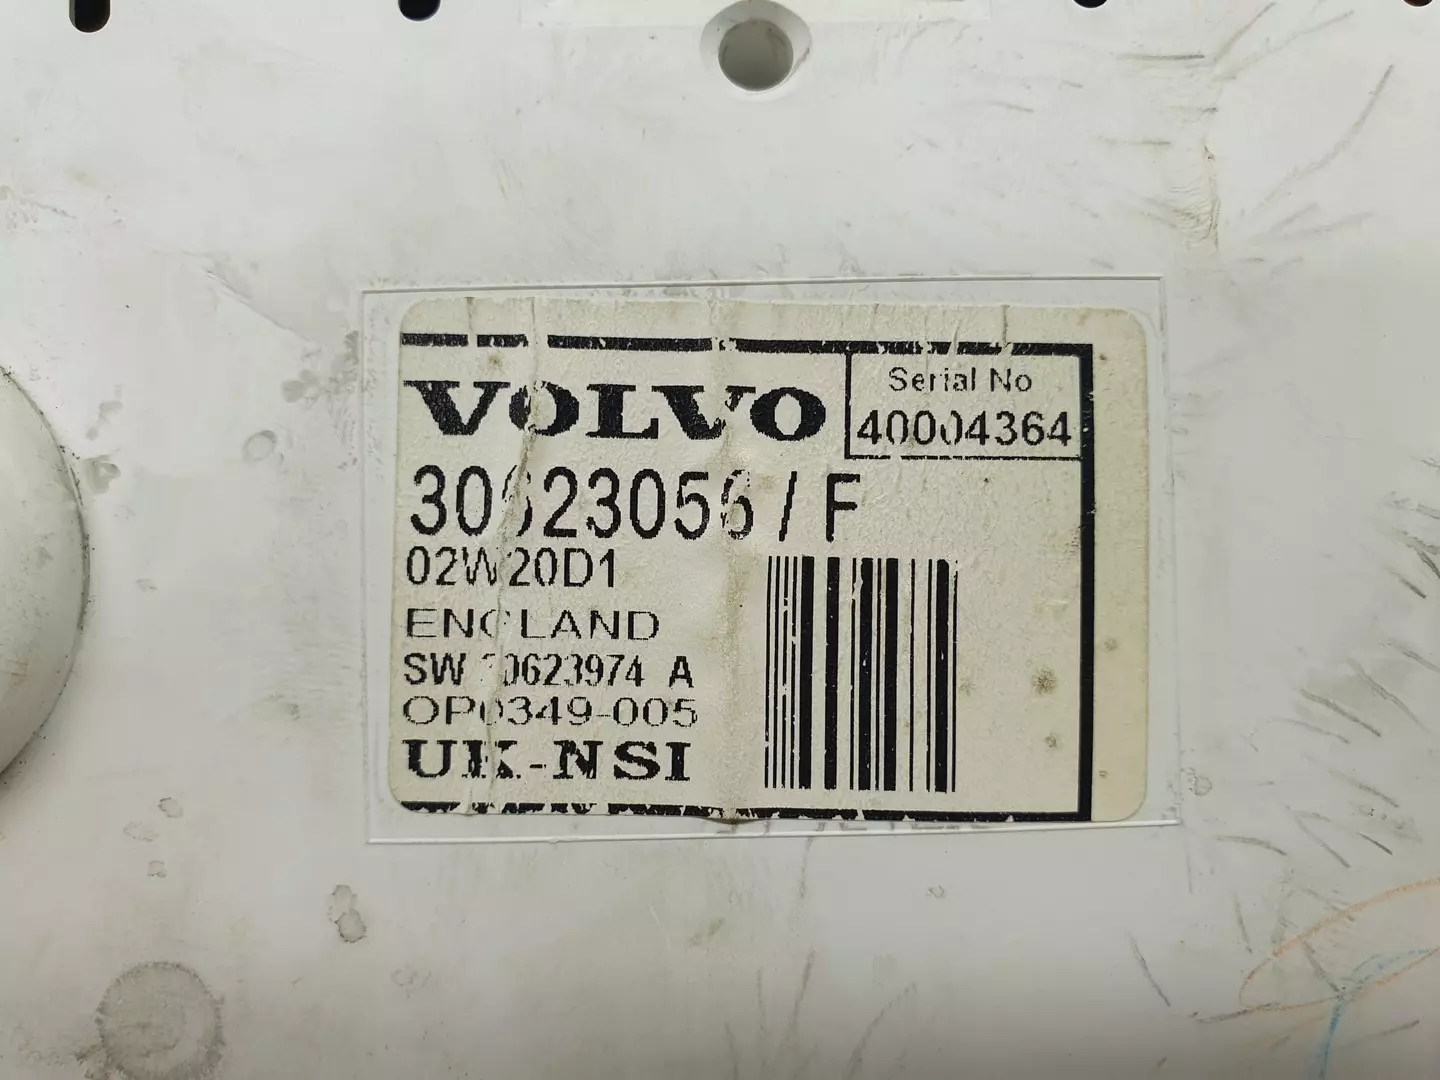 VOLVO
Serial No
40004364
30623056 / F
02W20D1
ENGLAND
SW 30623974 A
OP0349-005
UK-NSI